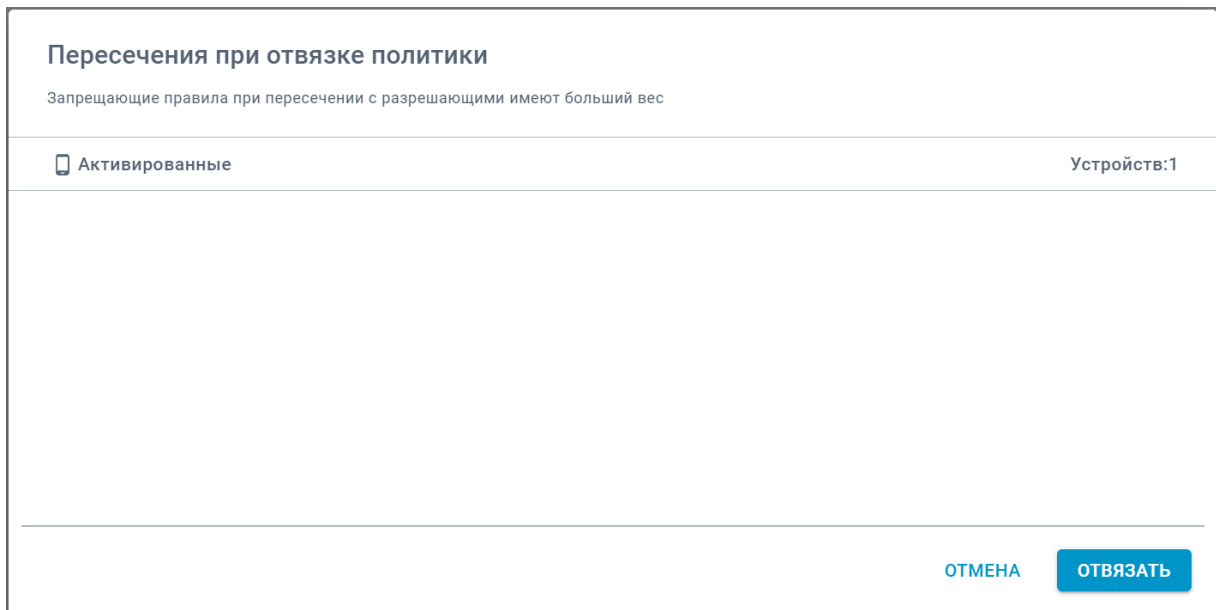 Пересечения при отвязке политики
Запрещающие правила при пересечении с разрешающими имеют больший вес
Активированные Устройств:1
ОТМЕНА ОТВЯЗАТЬ